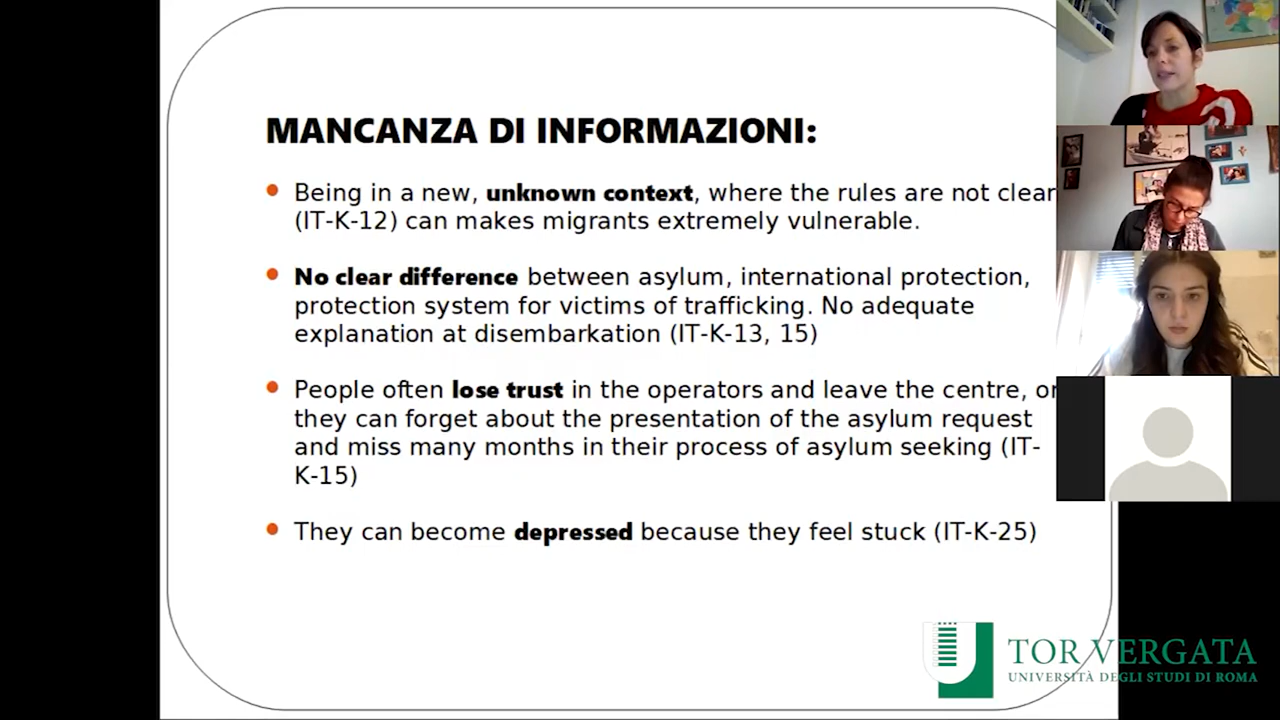 MANCANZA DI INFORMAZIONI:
Being in a new, unknown context, where the rules are not clear
(IT-K-12) can makes migrants extremely vulnerable.
No clear difference between asylum, international protection,
protection system for victims of trafficking. No adequate
explanation at disembarkation (IT-K-13, 15)
People often lose trust in the operators and leave the centre, or
they can forget about the presentation of the asylum request
and miss many months in their process of asylum seeking (IT-
K-15)
They can become depressed because they feel stuck (IT-K-25)
TOR VERGATA
UNIVERSITÀ DEGLI STUDI DI ROMA